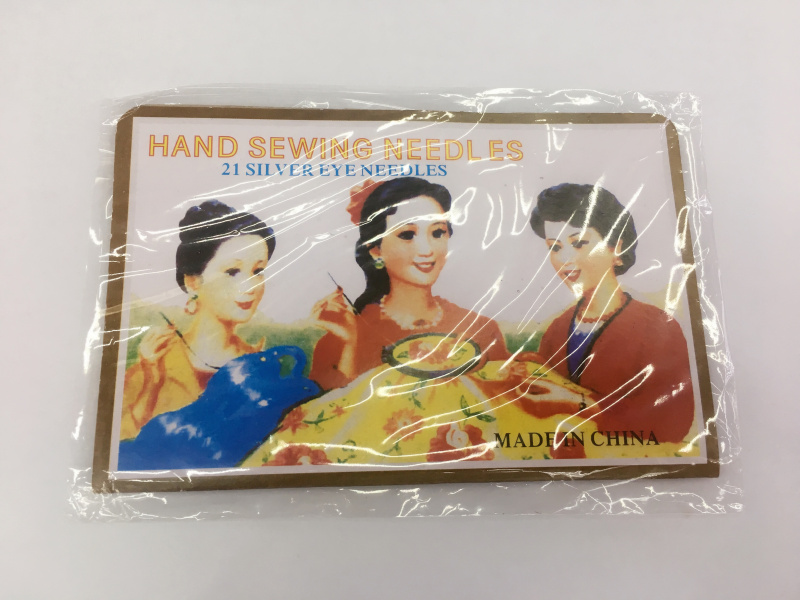 HAND SEWING NEEDLES
21 SILVER EYE NEEDLES
MADE IN CHINA